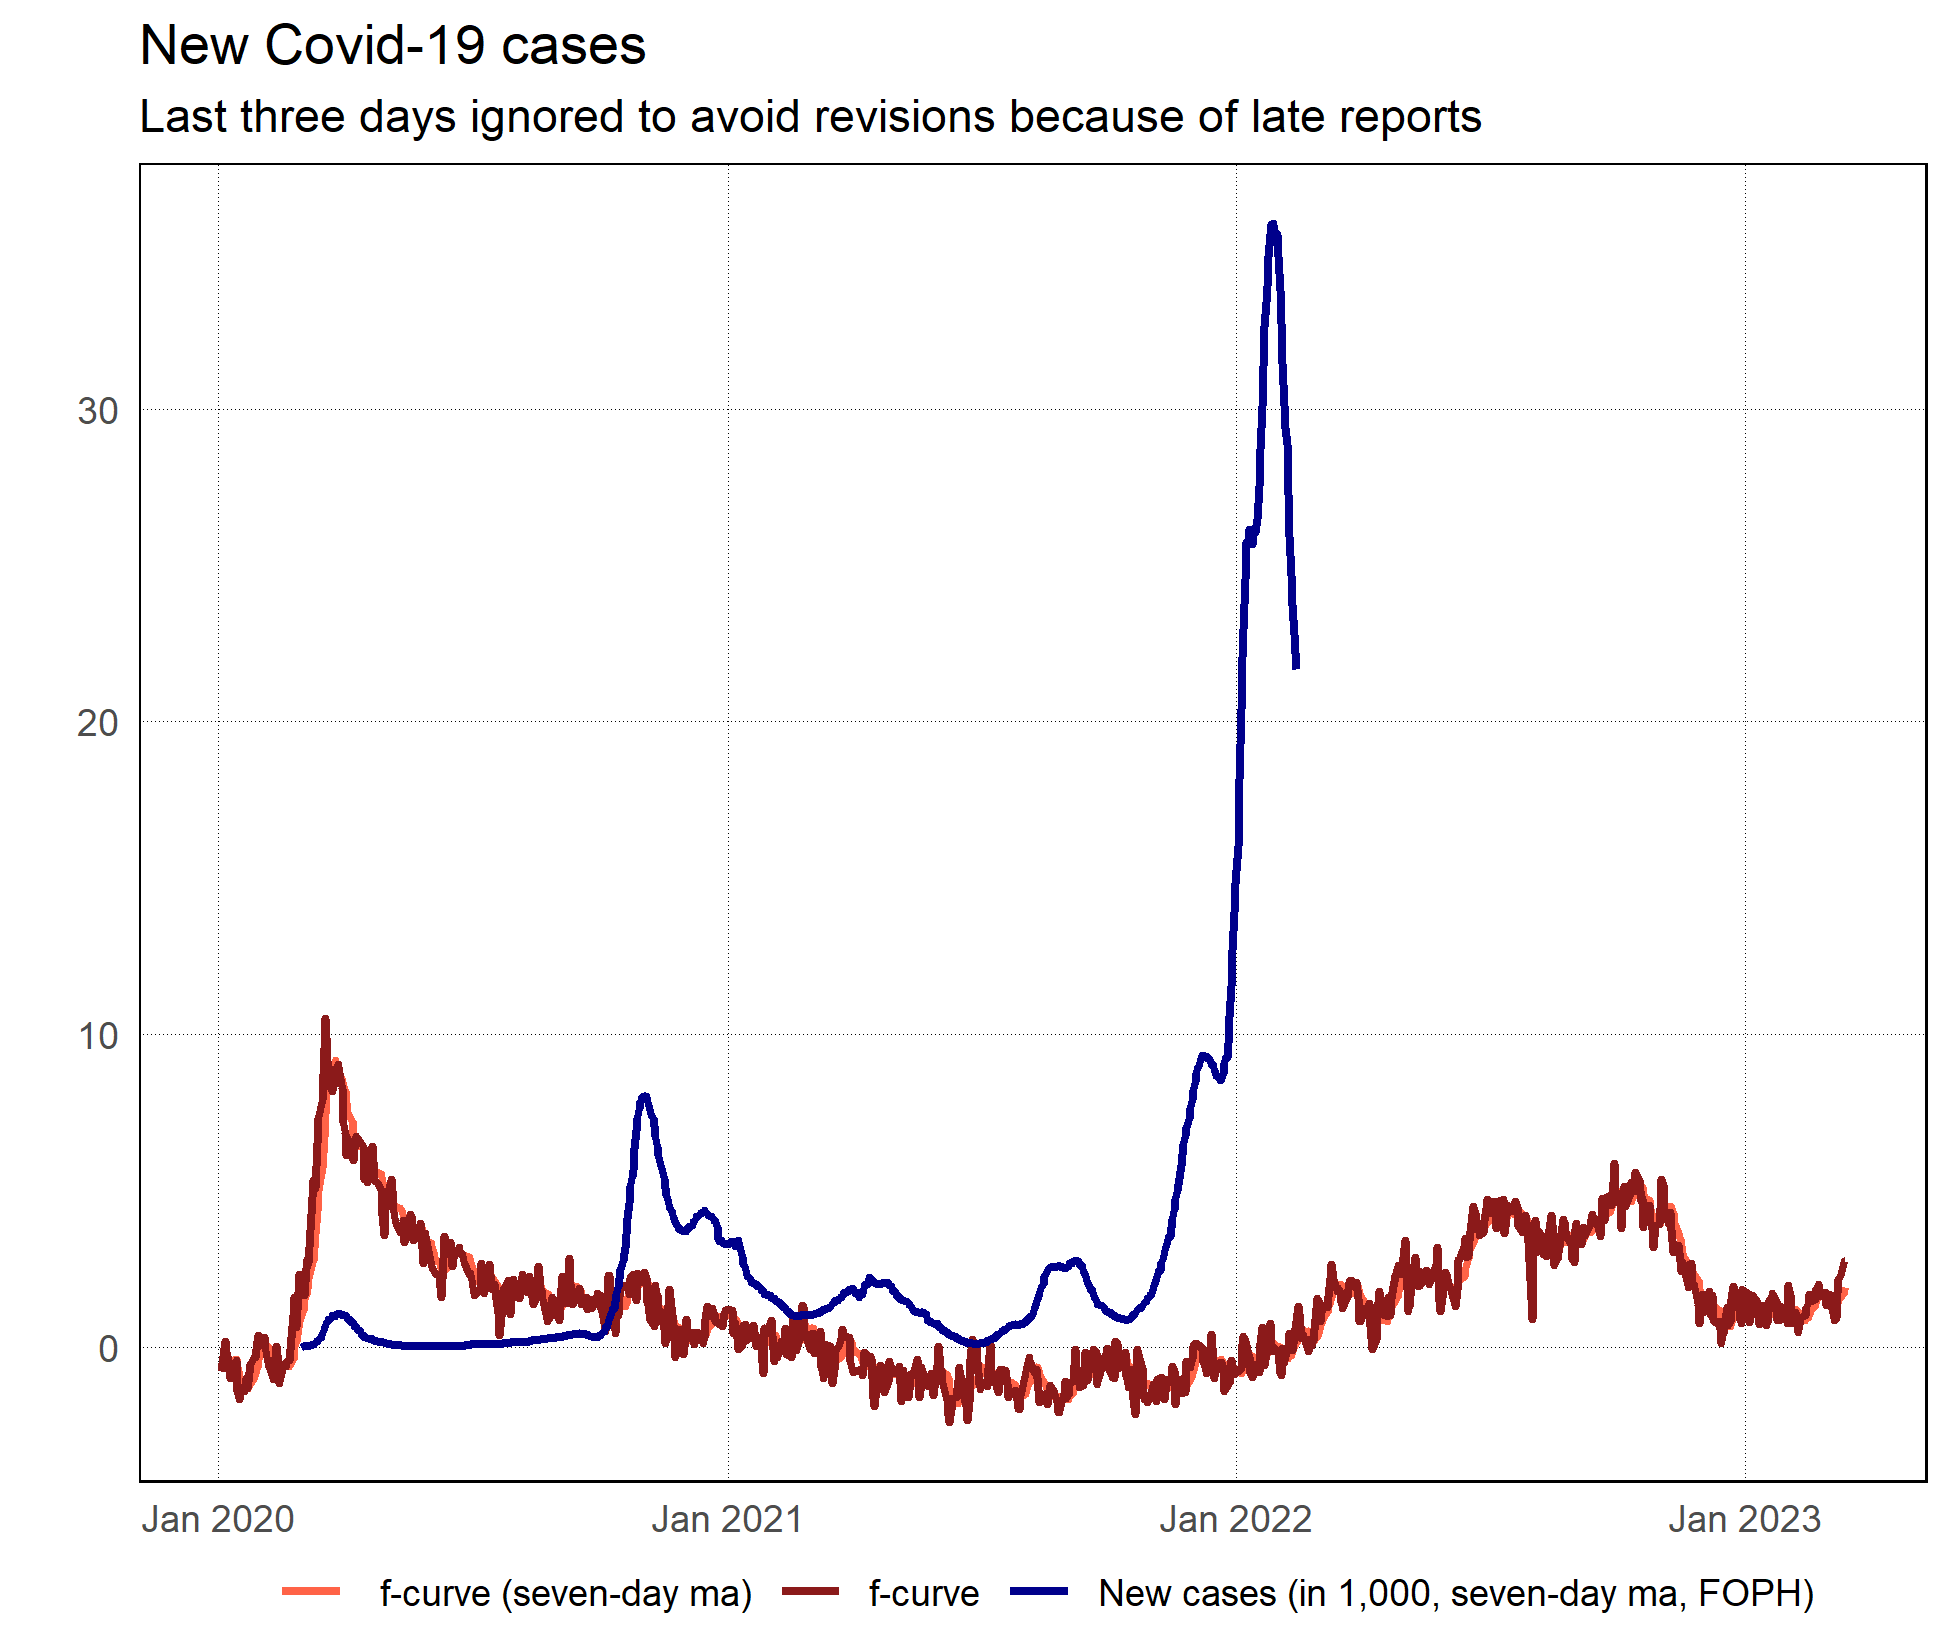 New Covid-19 cases
Last three days ignored to avoid revisions because of late reports
30
20
10
0
Jan 2020 Jan 2021 Jan 2022 Jan 2023
f-curve (seven-day ma) f-curve New cases (in 1,000, seven-day ma, FOPH)